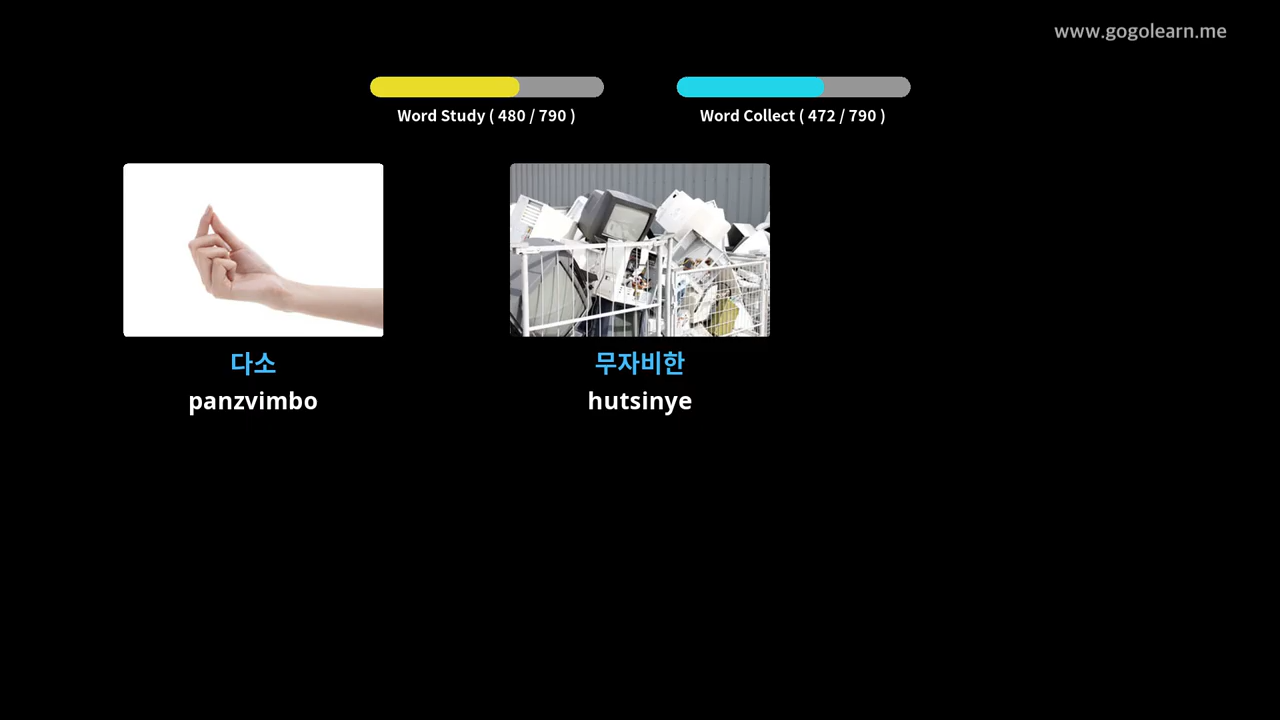 www.gogolearn.me
Word Study ( 480 / 790 )
Word Collect ( 472 / 790 )
다소
panzvimbo
무자비한
hutsinye